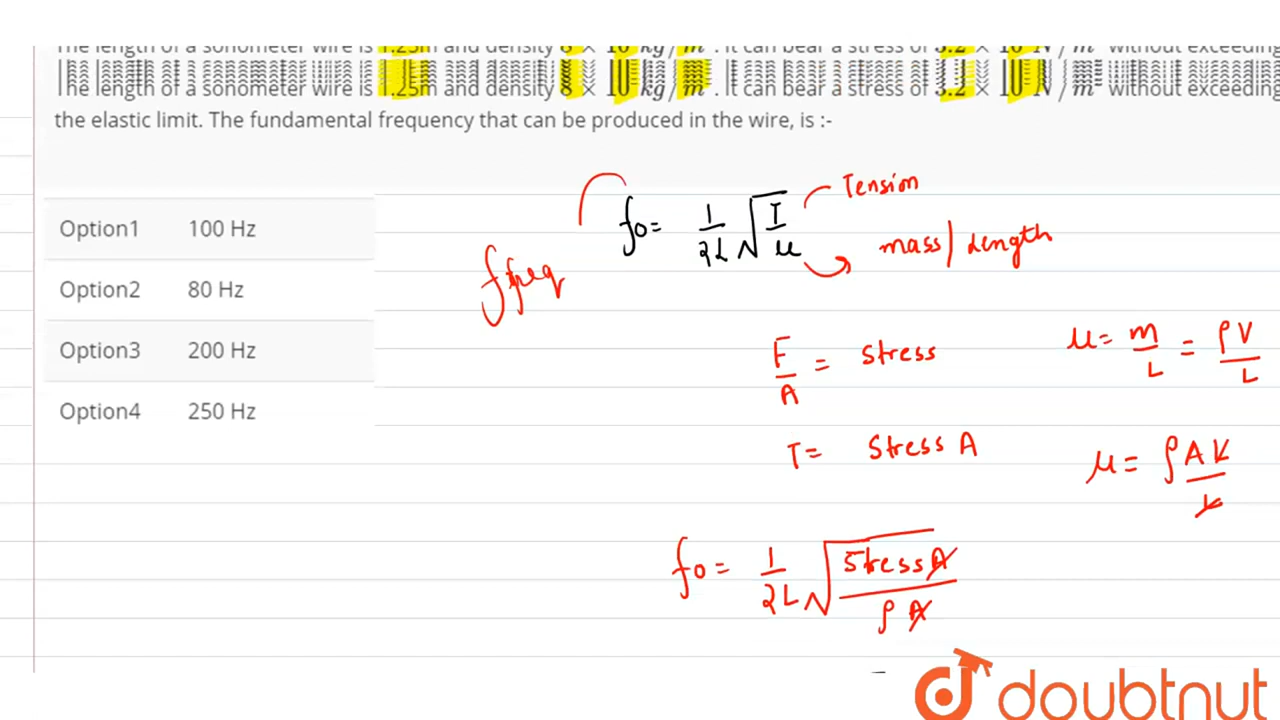 The length of a sonometer wire is 1.25m and density 8 × 10 kg/m . It can bear a stress of 3.2 × 10 N/m² without exceeding
the elastic limit. The fundamental frequency that can be produced in the wire, is :-
Option1 100 Hz
Option2 80 Hz
Option3 200 Hz
Option4 250 Hz
f0= 1/2L √T/μ
Tension
mass/Length
freq
F/A = stress
μ= m/L = ρV/L
T= Stress A
μ= ρAL/L
f0= 1/2L √Stress A/ρA
doubtnut